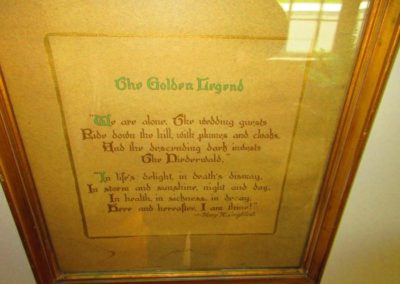 The Golden Legend
"We are alone. The wedding guests
Ride down the hill, with plumes and cloaks,
And the descending dark invests
The Niederwald."
In life's delight, in death's dismay,
In storm and sunshine, night and day,
In health, in sickness, in decay,
Here and hereafter, I am thine!"